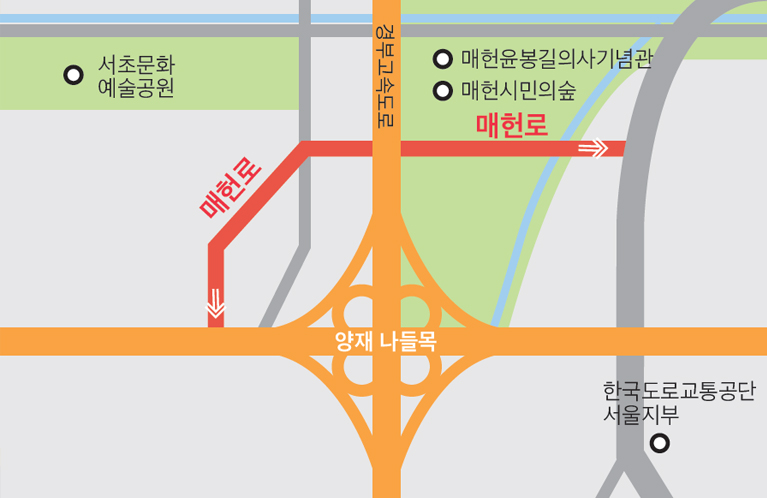 서초문화
예술공원
경부고속도로
매헌윤봉길의사기념관
매헌시민의숲
매헌로
매헌로
양재 나들목
한국도로교통공단
서울지부